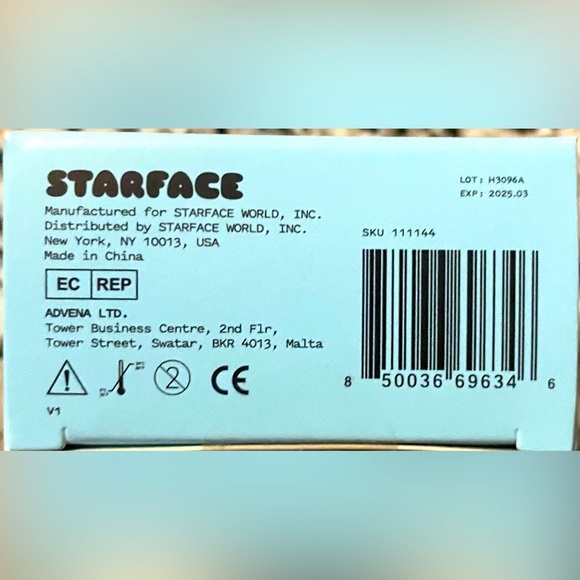 STARFACE
Manufactured for STARFACE WORLD, INC.
Distributed by STARFACE WORLD, INC.
New York, NY 10013, USA
Made in China
EC REP
ADVENA LTD.
Tower Business Centre, 2nd Flr,
Tower Street, Swatar, BKR 4013, Malta
2
CE
V1
LOT: H3096A
EXP: 2025.03
SKU 111144
8 50036 69634 6